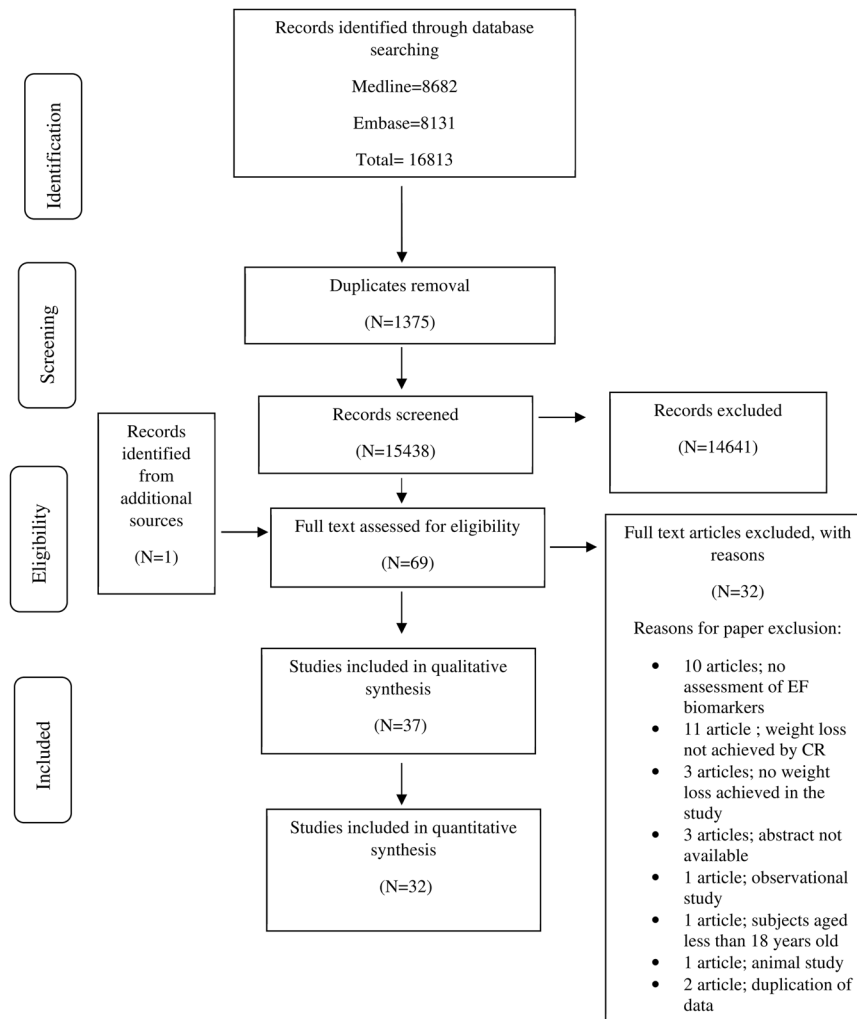 Records identified through database
searching
Medline=8682
Embase=8131
Total= 16813
Identification
Duplicates removal
(N=1375)
Screening
Records screened
(N=15438)
Records excluded
(N=14641)
Records
identified
from
additional
sources
(N=1)
Full text assessed for eligibility
(N=69)
Eligibility
Full text articles excluded, with
reasons
(N=32)
Reasons for paper exclusion:
• 10 articles; no
assessment of EF
biomarkers
• 11 article ; weight loss
not achieved by CR
• 3 articles; no weight
loss achieved in the
study
• 3 articles; abstract not
available
• 1 article; observational
study
• 1 article; subjects aged
less than 18 years old
• 1 article; animal study
• 2 article; duplication of
data
Studies included in qualitative
synthesis
(N=37)
Included
Studies included in quantitative
synthesis
(N=32)